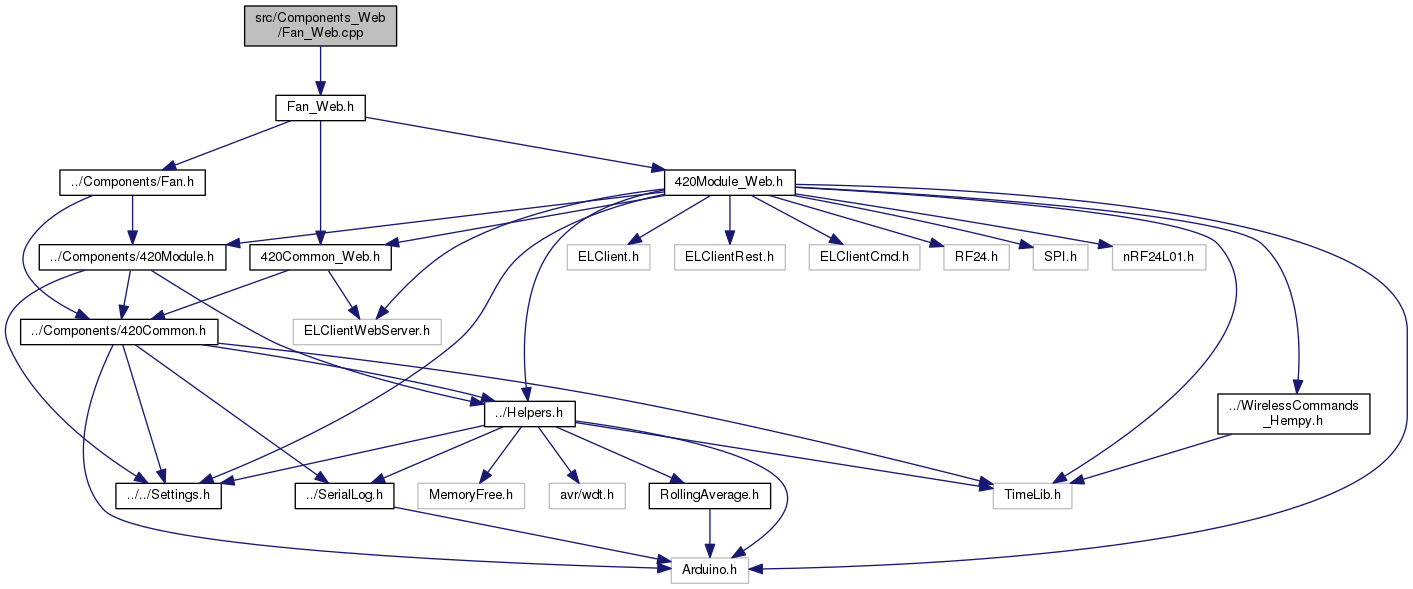 src/Components_Web
/Fan_Web.cpp
Fan_Web.h
../Components/Fan.h
420Module_Web.h
../Components/420Module.h
420Common_Web.h
ELClient.h
ELClientRest.h
ELClientCmd.h
RF24.h
SPI.h
nRF24L01.h
../Components/420Common.h
ELClientWebServer.h
../Helpers.h
../WirelessCommands
_Hempy.h
../../Settings.h
../SerialLog.h
MemoryFree.h
avr/wdt.h
RollingAverage.h
TimeLib.h
Arduino.h